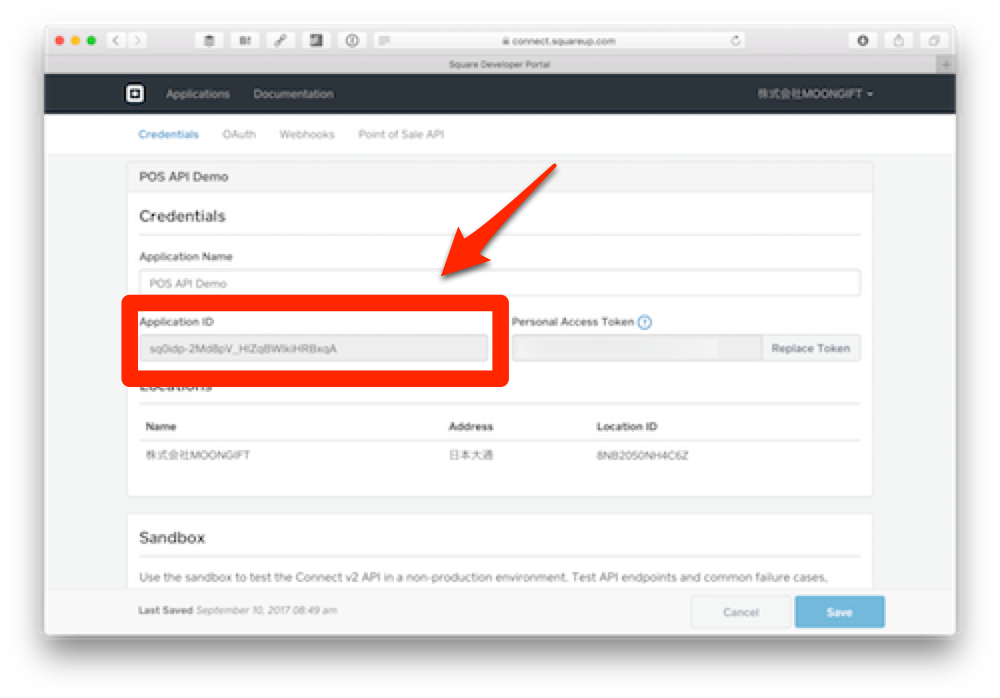 connect.squareup.com
Square Developer Portal
Applications Documentation 株式会社MOONGIFT
Credentials OAuth Webhooks Point of Sale API
POS API Demo
Credentials
Application Name
POS API Demo
Application ID Personal Access Token
Replace Token
Locations
Name Address Location ID
株式会社MOONGIFT 日本大通 8NB2050NH4C6Z
Sandbox
Use the sandbox to test the Connect v2 API in a non-production environment. Test API endpoints and common failure cases,
Last Saved September 10, 2017 08:49 am Cancel Save